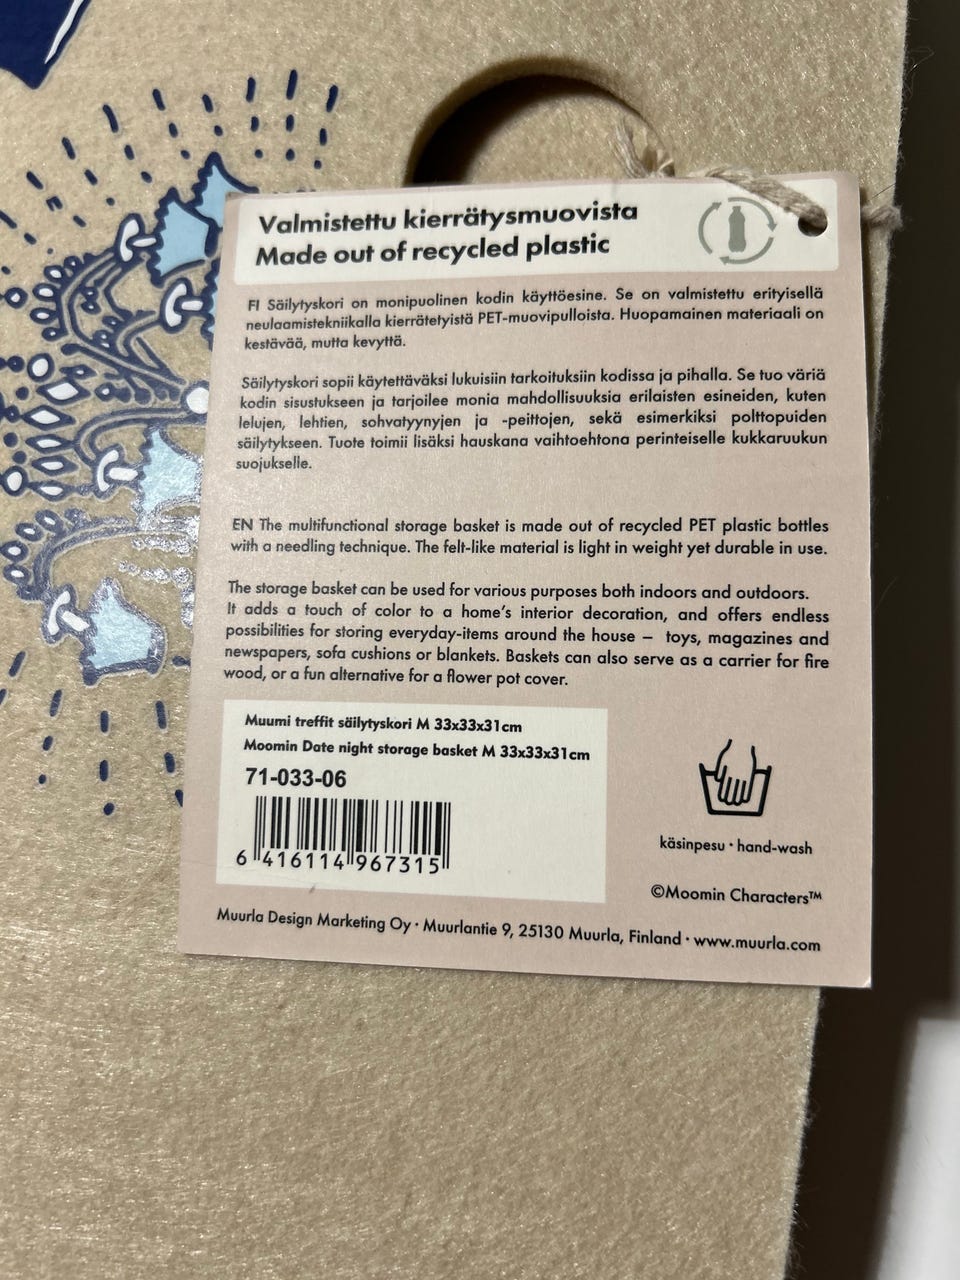 Valmistettu kierrätysmuovista
Made out of recycled plastic
FI Säilytyskori on monipuolinen kodin käyttöesine. Se on valmistettu erityisellä
neulaamistekniikalla kierrätetyistä PET-muovipulloista. Huopamainen materiaali on
kestävää, mutta kevyttä.
Säilytyskori sopii käytettäväksi lukuisiin tarkoituksiin kodissa ja pihalla. Se tuo väriä
kodin sisustukseen ja tarjoilee monia mahdollisuuksia erilaisten esineiden, kuten
lelujen, lehtien, sohvatyynyjen ja -peittojen, sekä esimerkiksi polttopuiden
säilytykseen. Tuote toimii lisäksi hauskana vaihtoehtona perinteiselle kukkaruukun
suojukselle.
EN The multifunctional storage basket is made out of recycled PET plastic bottles
with a needling technique. The felt-like material is light in weight yet durable in use.
The storage basket can be used for various purposes both indoors and outdoors.
It adds a touch of color to a home's interior decoration, and offers endless
possibilities for storing everyday-items around the house – toys, magazines and
newspapers, sofa cushions or blankets. Baskets can also serve as a carrier for fire
wood, or a fun alternative for a flower pot cover.
Muumi treffit säilytyskori M 33x33x31cm
Moomin Date night storage basket M 33x33x31cm
71-033-06
6 416114 967315
käsinpesu · hand-wash
©Moomin Characters™
Muurla Design Marketing Oy · Muurlantie 9, 25130 Muurla, Finland · www.muurla.com